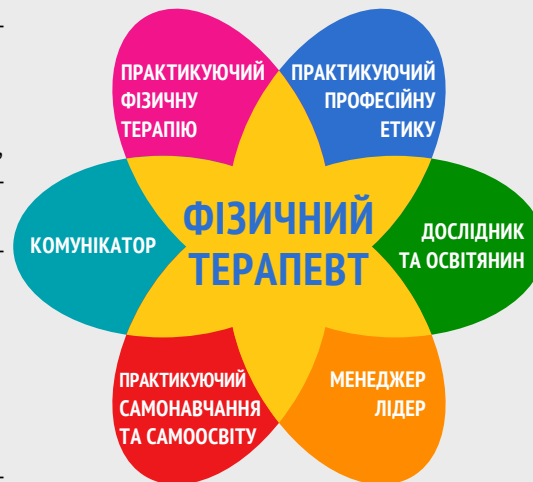 ПРАКТИКУЮЧИЙ
ФІЗИЧНУ
ТЕРАПІЮ
ПРАКТИКУЮЧИЙ
ПРОФЕСІЙНУ
ЕТИКУ
КОМУНІКАТОР
ФІЗИЧНИЙ
ТЕРАПЕВТ
ДОСЛІДНИК
ТА ОСВІТЯНИН
ПРАКТИКУЮЧИЙ
САМОНАВЧАННЯ
ТА САМООСВІТУ
МЕНЕДЖЕР
ЛІДЕР